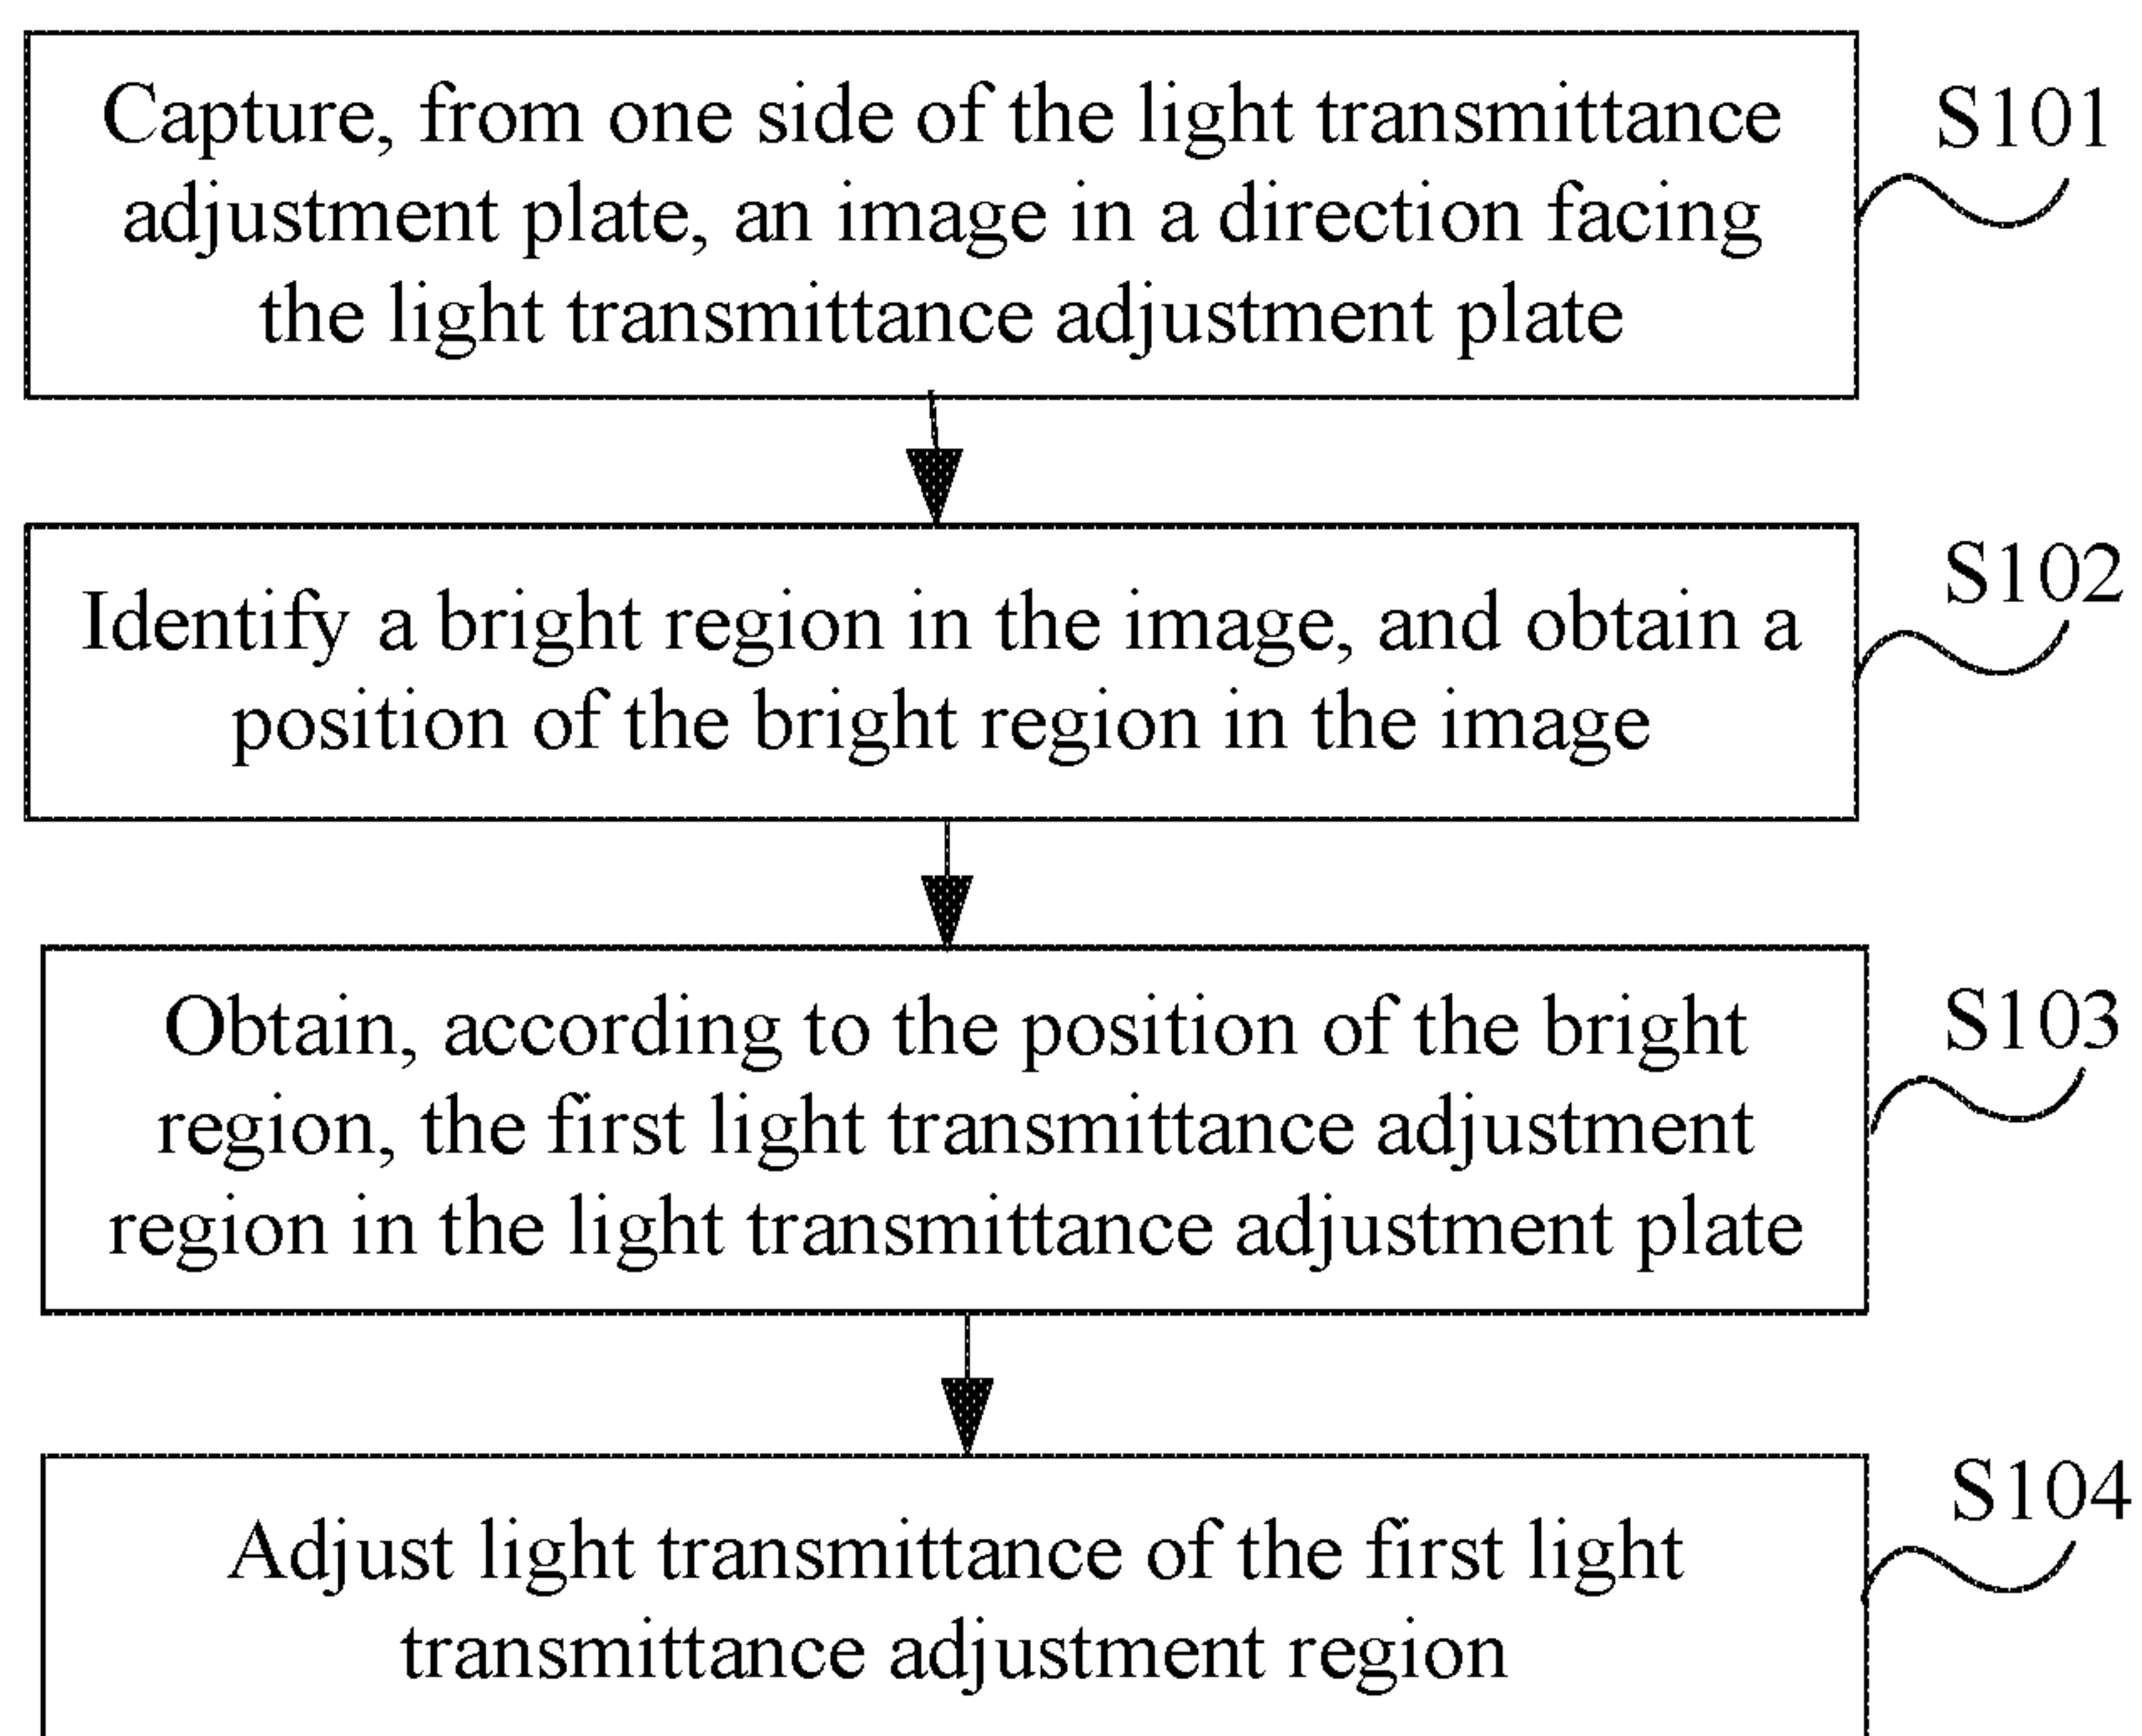 Capture, from one side of the light transmittance
adjustment plate, an image in a direction facing
the light transmittance adjustment plate
S101
Identify a bright region in the image, and obtain a
position of the bright region in the image
S102
Obtain, according to the position of the bright
region, the first light transmittance adjustment
region in the light transmittance adjustment plate
S103
Adjust light transmittance of the first light
transmittance adjustment region
S104